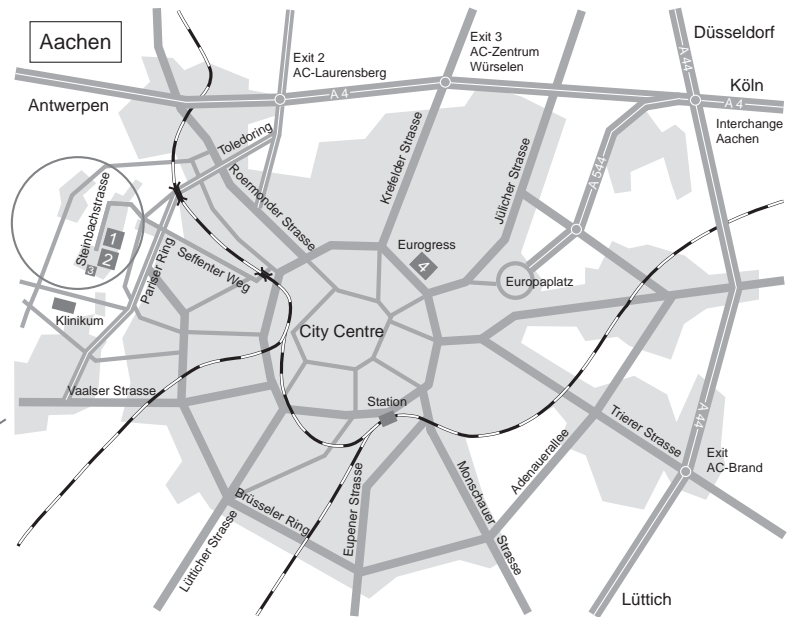 Aachen
Düsseldorf
Exit 2
AC-Laurensberg
Exit 3
AC-Zentrum
Würselen
A 44
Köln
A 4
A 4
Antwerpen
Interchange
Aachen
Toledoring
Roermonder Strasse
Krefelder Strasse
Jülicher Strasse
A 544
Steinbachstrasse
1
2
3
Pariser Ring
Seffenter Weg
Eurogress
4
Europaplatz
Klinikum
City Centre
Vaalser Strasse
Station
Trierer Strasse
A 44
Exit
AC-Brand
Adenauerallee
Monschauer
Strasse
Eupener Strasse
Brüsseler Ring
Lütticher Strasse
Lüttich